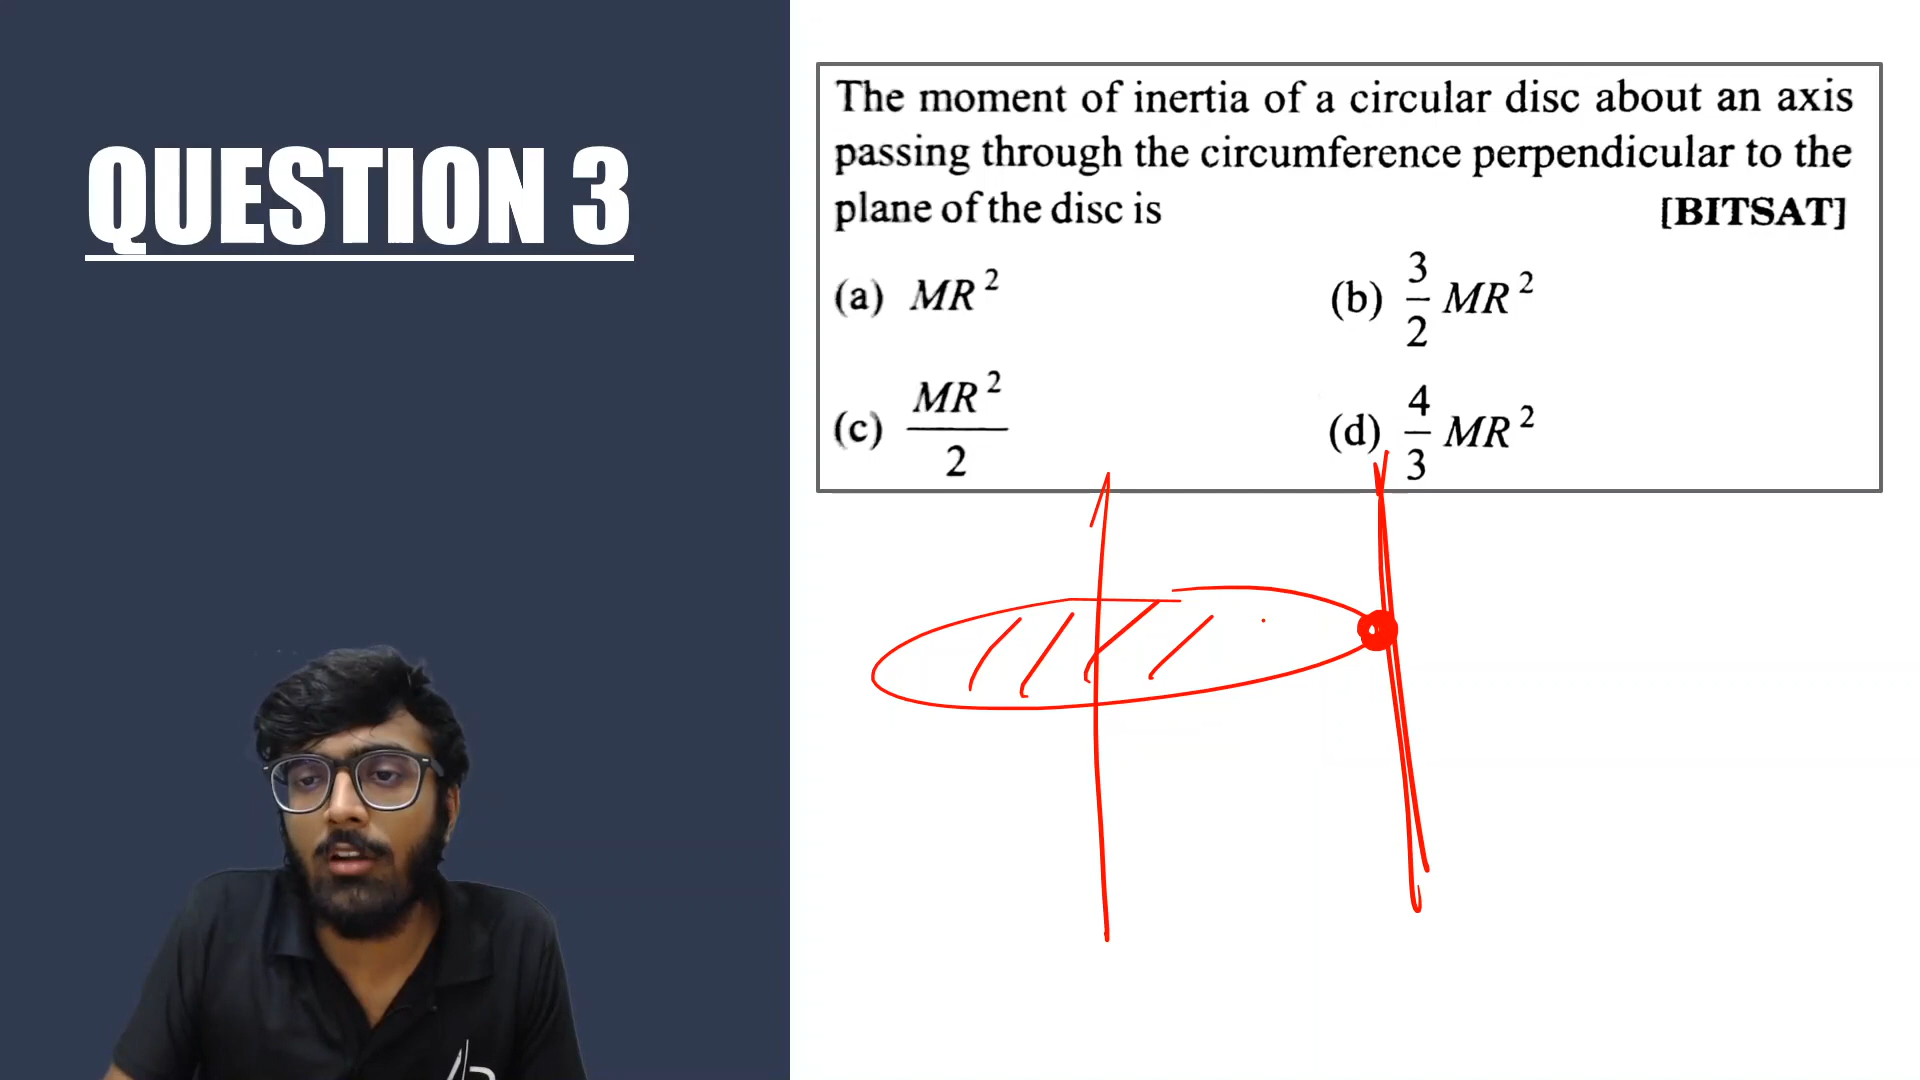 QUESTION 3
The moment of inertia of a circular disc about an axis
passing through the circumference perpendicular to the
plane of the disc is [BITSAT]
(a) MR² (b) 3/2 MR²
(c) MR²/2 (d) 4/3 MR²